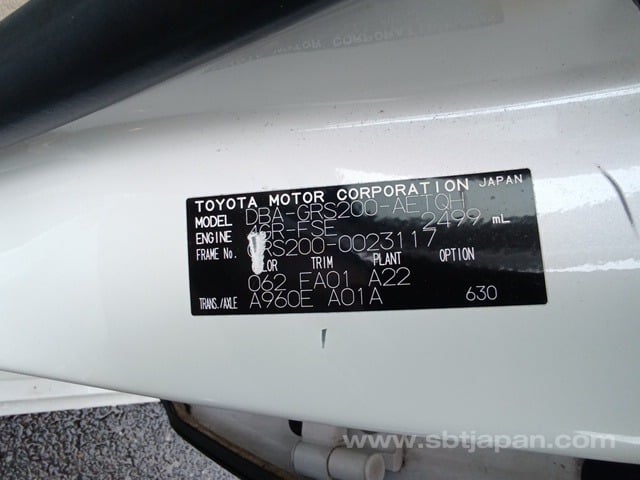 TOYOTA MOTOR CORPORATION JAPAN
MODEL DBA-GRS200-AETQH
ENGINE 4GR-FSE 2499 mL
FRAME No. GRS200-0023117
COLOR TRIM PLANT OPTION
062 FA01 A22
TRANS./AXLE A960E A01A 630
www.sbtjapan.com